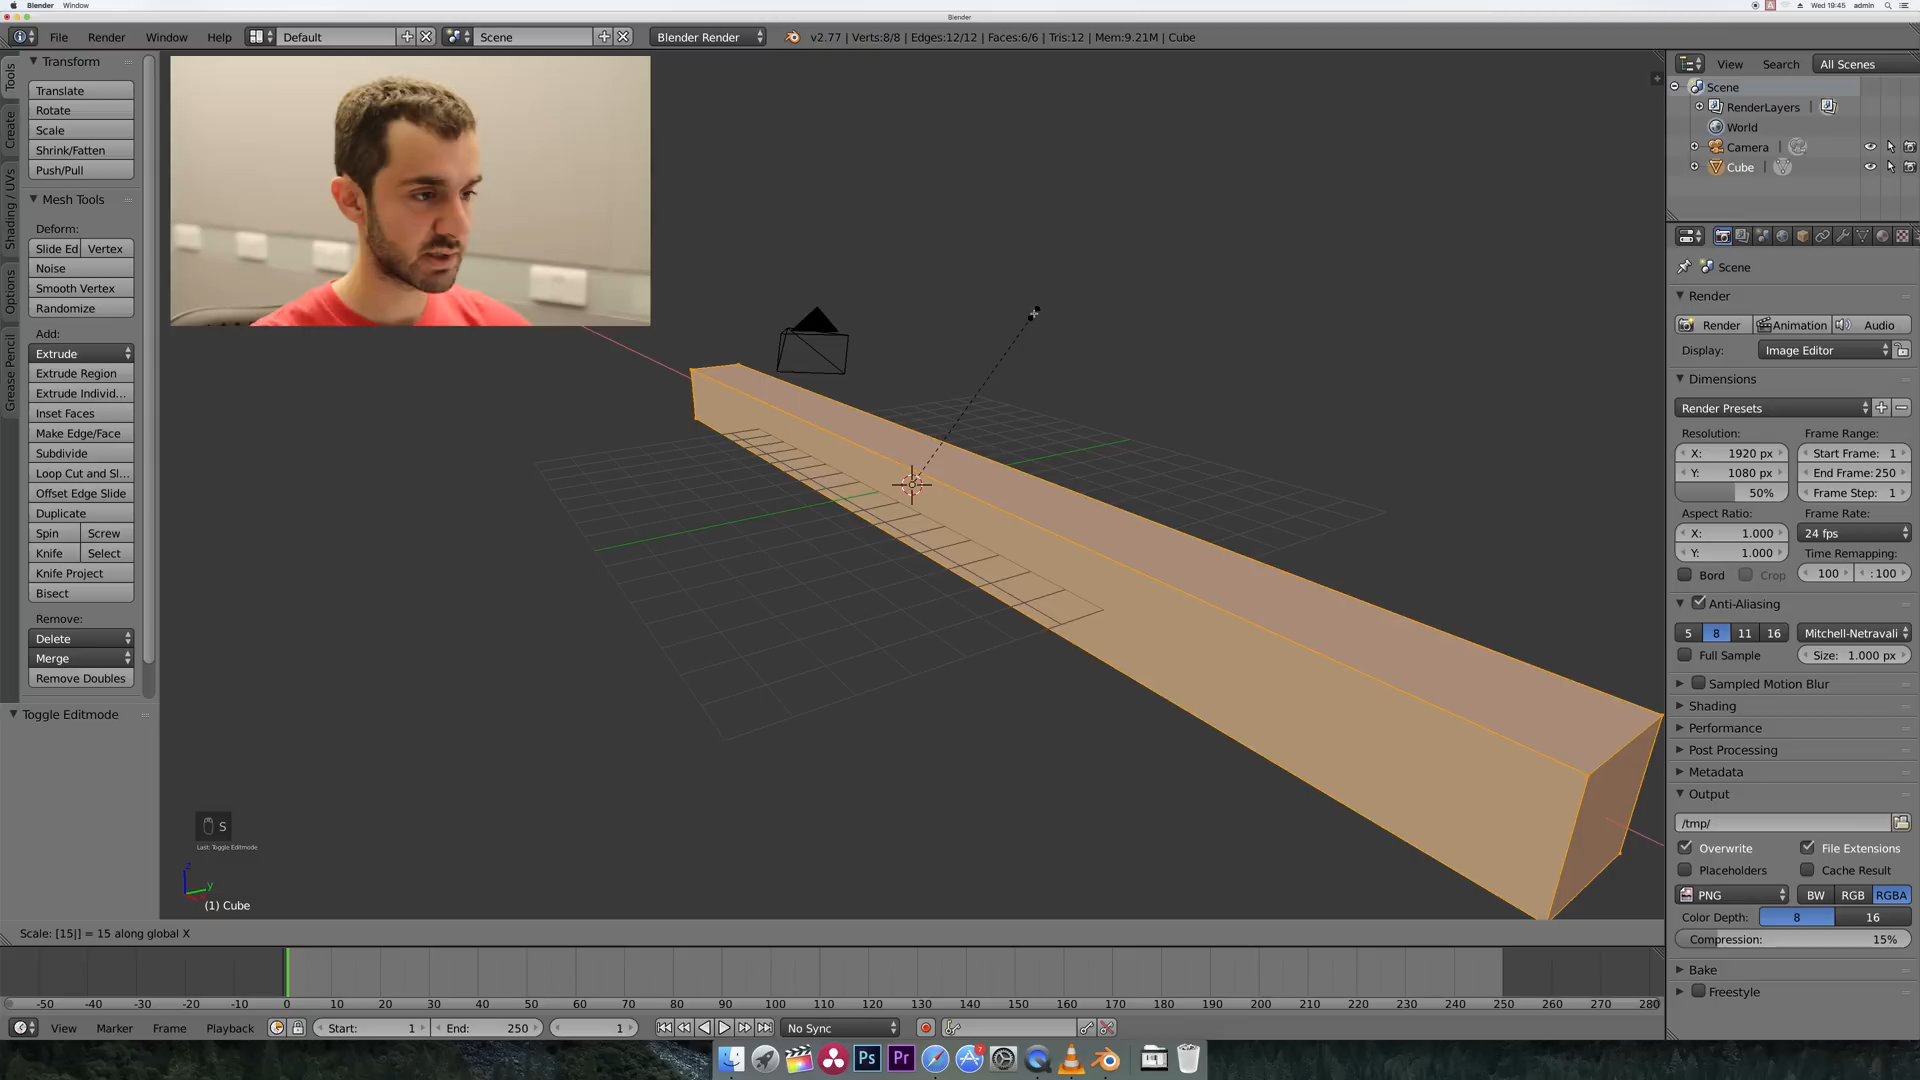 Blender Window
Wed 19:45 admin
Blender
File Render Window Help Default Scene Blender Render v2.77 | Verts:8/8 | Edges:12/12 | Faces:6/6 | Tris:12 | Mem:9.21M | Cube
Tools
Create
Shading / UVs
Options
Grease Pencil
Transform
Translate
Rotate
Scale
Shrink/Fatten
Push/Pull
Mesh Tools
Deform:
Slide Ed Vertex
Noise
Smooth Vertex
Randomize
Add:
Extrude
Extrude Region
Extrude Individ...
Inset Faces
Make Edge/Face
Subdivide
Loop Cut and Sl...
Offset Edge Slide
Duplicate
Spin Screw
Knife Select
Knife Project
Bisect
Remove:
Delete
Merge
Remove Doubles
Toggle Editmode
S
Last: Toggle Editmode
z
y
x
(1) Cube
Scale: [15|] = 15 along global X
View Search All Scenes
Scene
RenderLayers |
World
Camera |
Cube |
Scene
Render
Render Animation Audio
Display: Image Editor
Dimensions
Render Presets
Resolution: Frame Range:
X: 1920 px Start Frame: 1
Y: 1080 px End Frame: 250
50% Frame Step: 1
Aspect Ratio: Frame Rate:
X: 1.000 24 fps
Y: 1.000 Time Remapping:
Bord Crop 100 : 100
Anti-Aliasing
5 8 11 16 Mitchell-Netravali
Full Sample Size: 1.000 px
Sampled Motion Blur
Shading
Performance
Post Processing
Metadata
Output
/tmp/
Overwrite File Extensions
Placeholders Cache Result
PNG BW RGB RGBA
Color Depth: 8 16
Compression: 15%
Bake
Freestyle
-50 -40 -30 -20 -10 0 10 20 30 40 50 60 70 80 90 100 110 120 130 140 150 160 170 180 190 200 210 220 230 240 250 260 270 280
View Marker Frame Playback Start: 1 End: 250 1 No Sync
Ps Pr 7